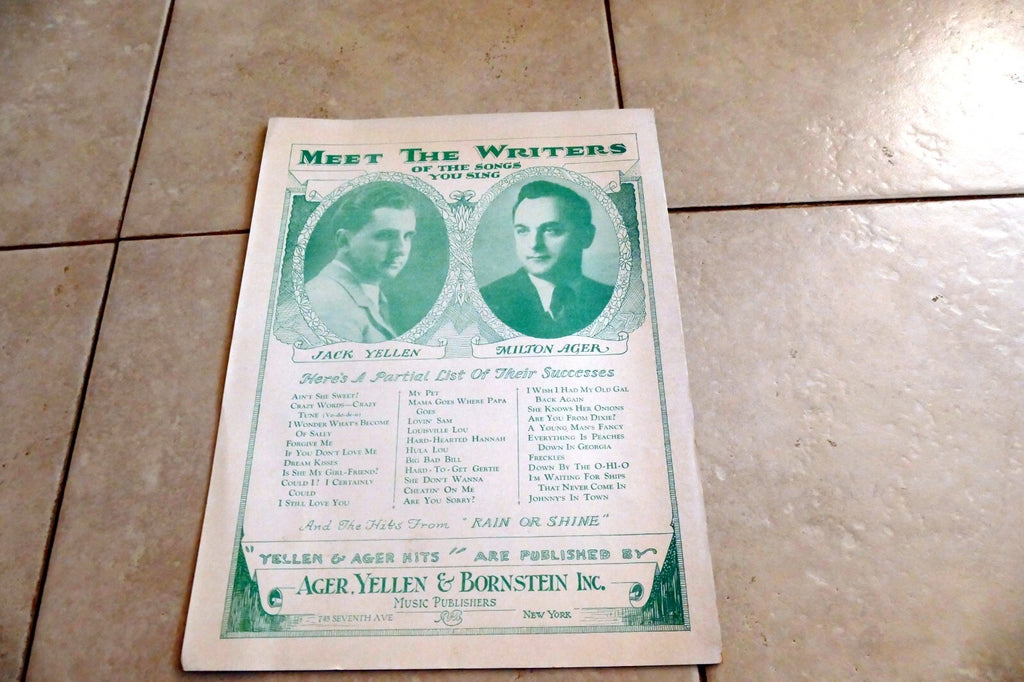 MEET THE WRITERS
OF THE SONGS
YOU SING
JACK YELLEN
MILTON AGER
Here's A Partial List Of Their Successes
AIN'T SHE SWEET?
CRAZY WORDS—CRAZY
TUNE (Vo-do-de-o)
I WONDER WHAT'S BECOME
OF SALLY
FORGIVE ME
IF YOU DON'T LOVE ME
DREAM KISSES
IS SHE MY GIRL-FRIEND?
COULD I? I CERTAINLY
COULD
I STILL LOVE YOU
MY PET
MAMA GOES WHERE PAPA
GOES
LOVIN' SAM
LOUISVILLE LOU
HARD-HEARTED HANNAH
HULA LOU
BIG BAD BILL
HARD-TO-GET GERTIE
SHE DON'T WANNA
CHEATIN' ON ME
ARE YOU SORRY?
I WISH I HAD MY OLD GAL
BACK AGAIN
SHE KNOWS HER ONIONS
ARE YOU FROM DIXIE?
A YOUNG MAN'S FANCY
EVERYTHING IS PEACHES
DOWN IN GEORGIA
FRECKLES
DOWN BY THE O-HI-O
I'M WAITING FOR SHIPS
THAT NEVER COME IN
JOHNNY'S IN TOWN
And The Hits From "RAIN OR SHINE"
"YELLEN & AGER HITS" ARE PUBLISHED BY
AGER, YELLEN & BORNSTEIN INC.
MUSIC PUBLISHERS
745 SEVENTH AVE NEW YORK